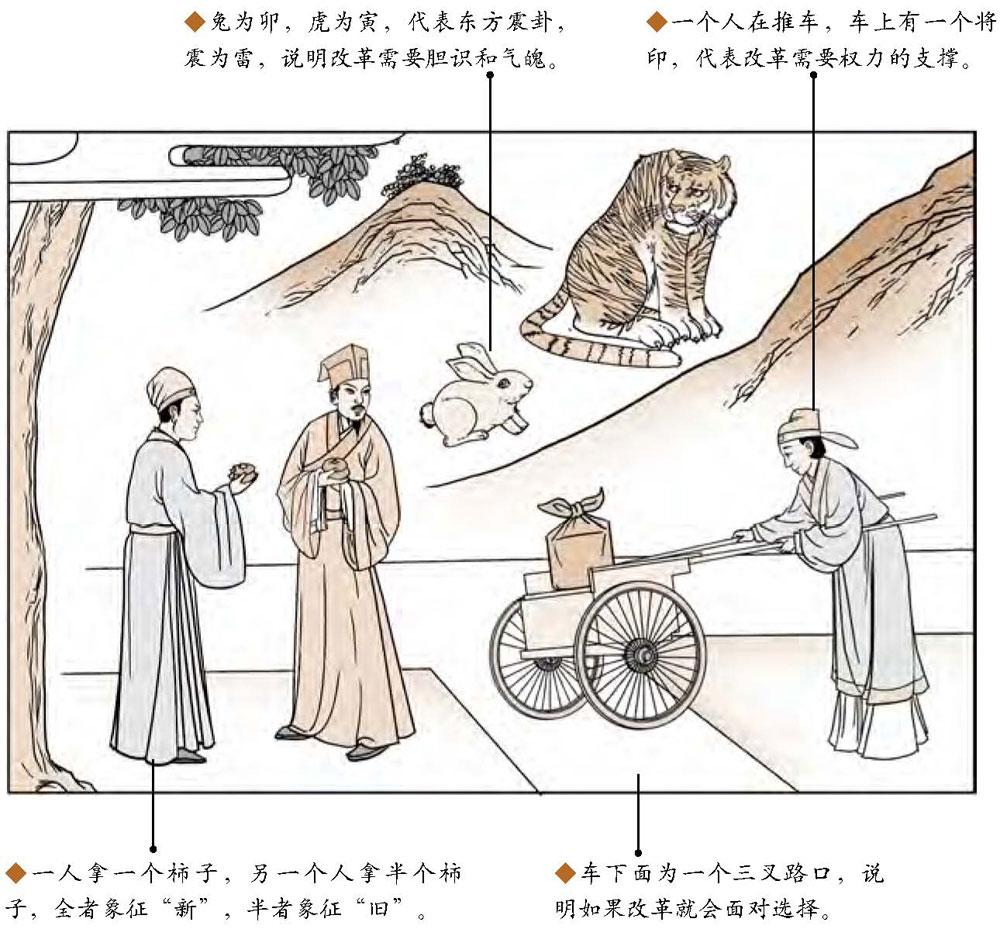 ◆兔为卯，虎为寅，代表东方震卦，
震为雷，说明改革需要胆识和气魄。
◆一个人在推车，车上有一个将
印，代表改革需要权力的支撑。
◆一人拿一个柿子，另一个人拿半个柿
子，全者象征“新”，半者象征“旧”。
◆车下面为一个三叉路口，说
明如果改革就会面对选择。